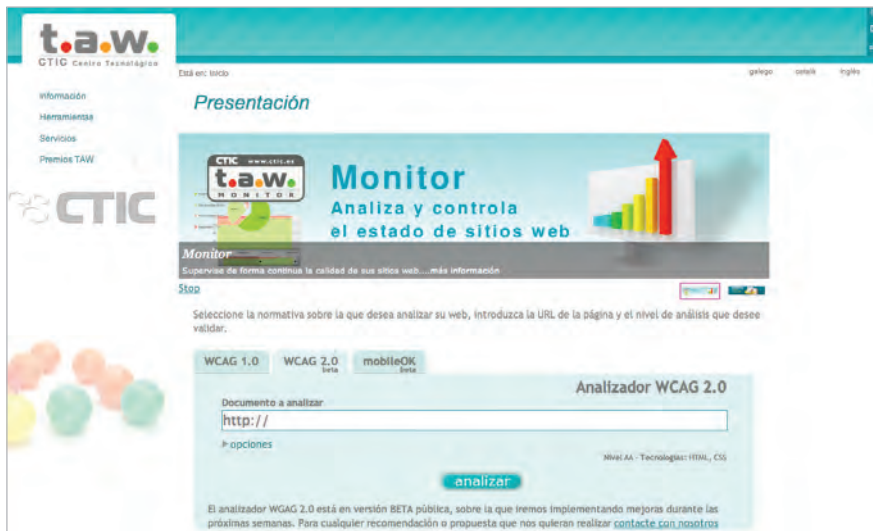 t.a.w.
CTIC Centro Tecnológico
Está en: Inicio
galego català inglés
Información
Herramientas
Servicios
Premios TAW
CTIC
Presentación
CTIC www.ctic.es
t.a.w.
MONITOR
Monitor
Analiza y controla
el estado de sitios web
Monitor
Supervise de forma continua la calidad de sus sitios web....más información
Stop
Seleccione la normativa sobre la que desea analizar su web, introduzca la URL de la página y el nivel de análisis que desee
validar.
WCAG 1.0 WCAG 2.0 beta mobileOK beta
Analizador WCAG 2.0
Documento a analizar
http://
opciones
Nivel AA - Tecnologías: HTML, CSS
analizar
El analizador WCAG 2.0 está en versión BETA pública, sobre la que iremos implementando mejoras durante las
próximas semanas. Para cualquier recomendación o propuesta que nos quieran realizar contacte con nosotros